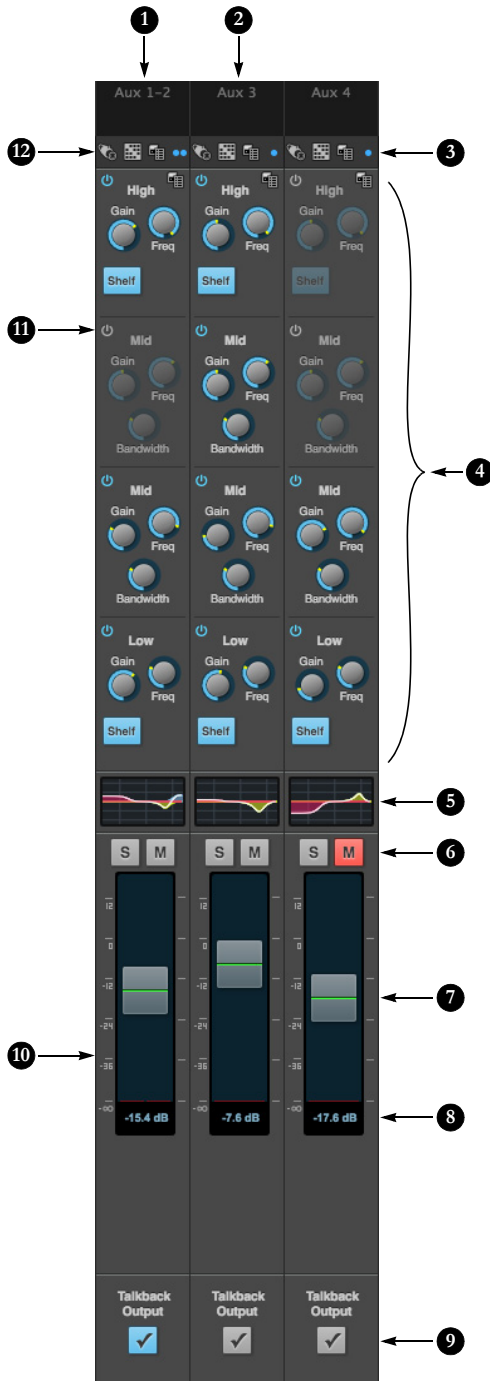 1 2
Aux 1–2 Aux 3 Aux 4
12 3
High High High
Gain Gain Gain
Freq Freq Freq
Shelf Shelf Shelf
11
Mid Mid Mid
Gain Gain Gain
Freq Freq Freq
Bandwidth Bandwidth Bandwidth
4
Mid Mid Mid
Gain Gain Gain
Freq Freq Freq
Bandwidth Bandwidth Bandwidth
Low Low Low
Gain Gain Gain
Freq Freq Freq
Shelf Shelf Shelf
5
S M S M S M 6
12 12 12
0 0 0
-12 -12 -12 7
-24 -24 -24
10
-36 -36 -36
-∞ -∞ -∞
-15.4 dB -7.6 dB -17.6 dB 8
Talkback Talkback Talkback
Output Output Output
9